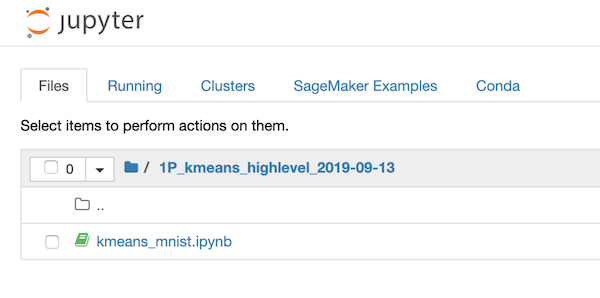 jupyter
Files Running Clusters SageMaker Examples Conda
Select items to perform actions on them.
0 / 1P_kmeans_highlevel_2019-09-13
..
kmeans_mnist.ipynb